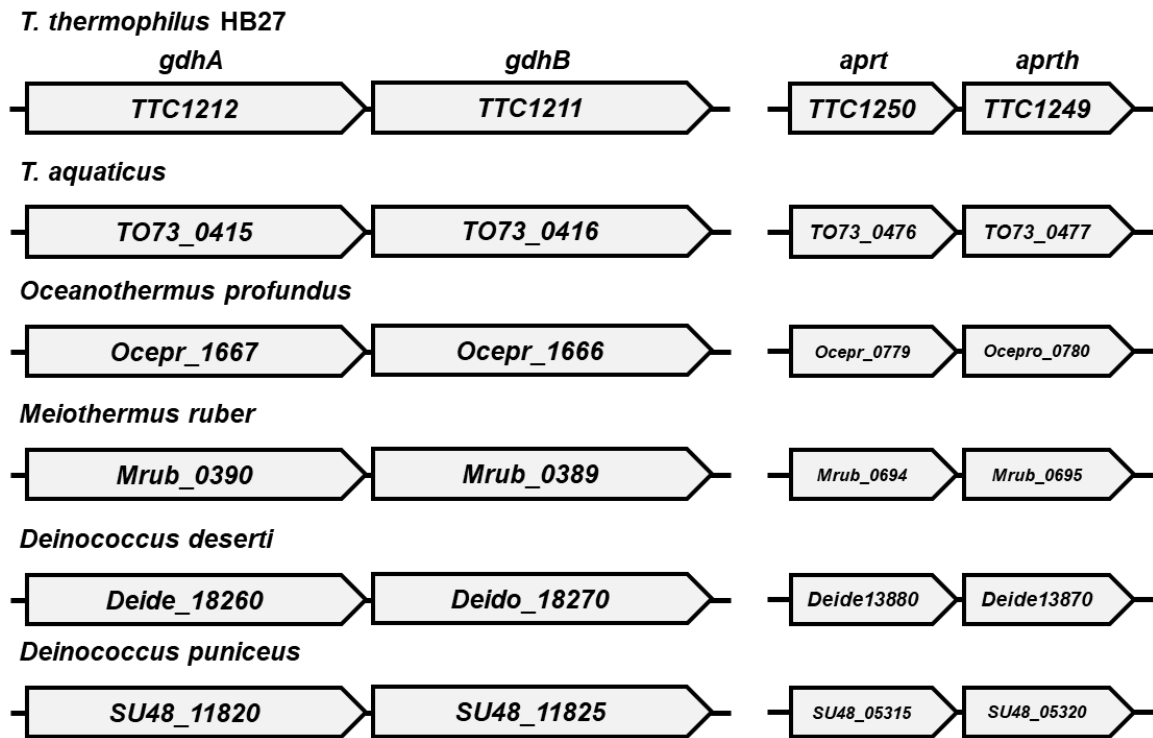 T. thermophilus HB27
gdhA gdhB aprt aprth
TTC1212 TTC1211 TTC1250 TTC1249
T. aquaticus
TO73_0415 TO73_0416 TO73_0476 TO73_0477
Oceanothermus profundus
Ocepr_1667 Ocepr_1666 Ocepr_0779 Ocepro_0780
Meiothermus ruber
Mrub_0390 Mrub_0389 Mrub_0694 Mrub_0695
Deinococcus deserti
Deide_18260 Deido_18270 Deide13880 Deide13870
Deinococcus puniceus
SU48_11820 SU48_11825 SU48_05315 SU48_05320